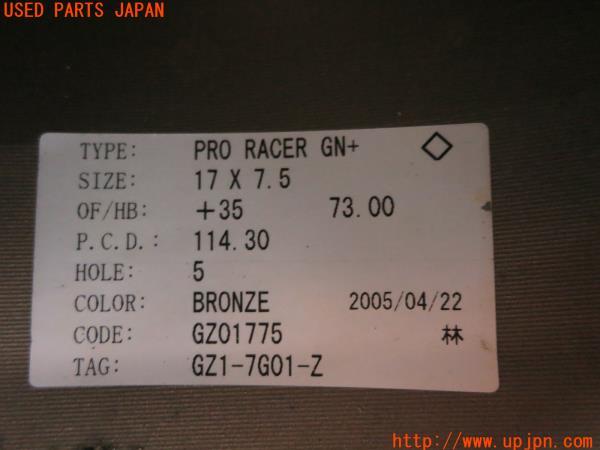 USED PARTS JAPAN
TYPE: PRO RACER GN+ ◇
SIZE: 17 X 7.5
OF/HB: +35 73.00
P.C.D.: 114.30
HOLE: 5
COLOR: BRONZE 2005/04/22
CODE: GZ01775 林
TAG: GZ1-7G01-Z
http://www.upjpn.com/